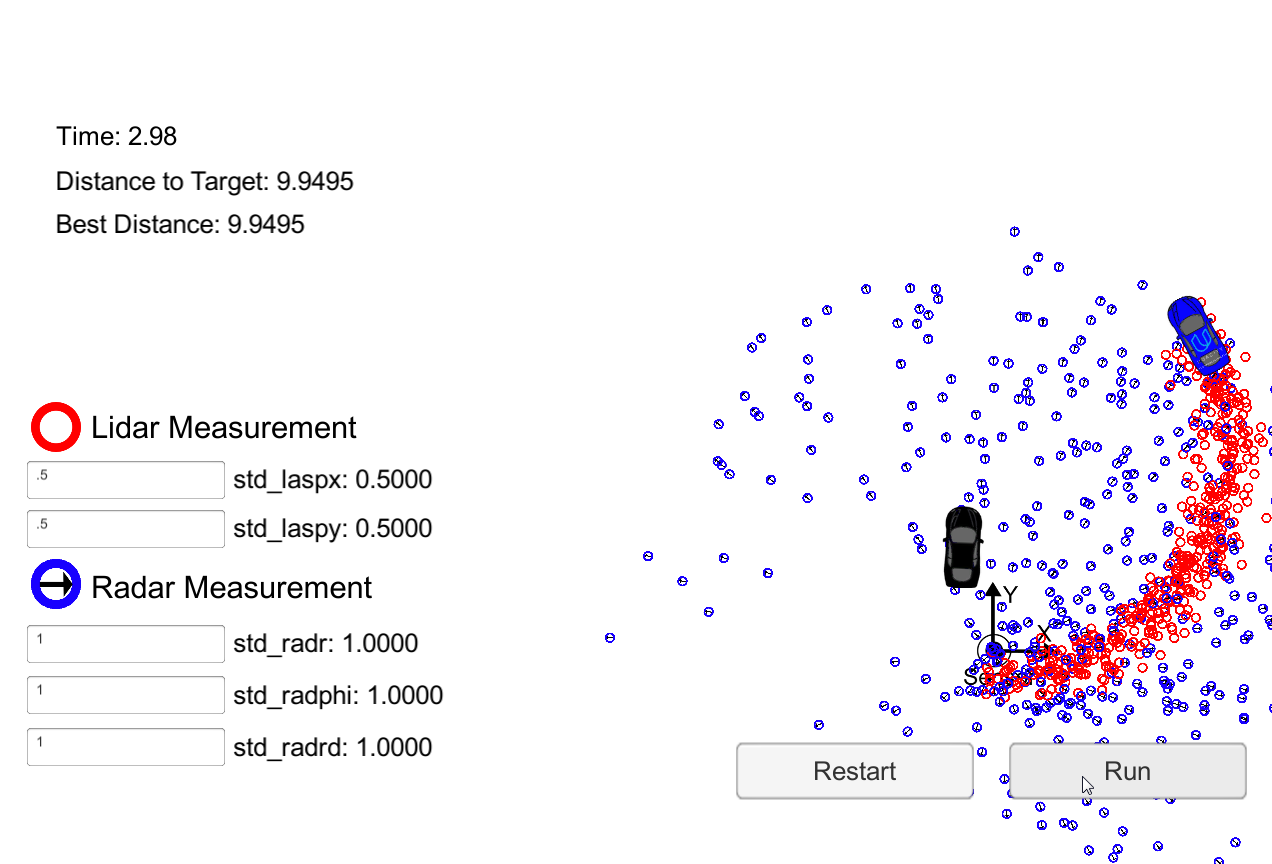 Time: 2.98
Distance to Target: 9.9495
Best Distance: 9.9495
Lidar Measurement
.5
std_laspx: 0.5000
.5
std_laspy: 0.5000
Radar Measurement
1
std_radr: 1.0000
1
std_radphi: 1.0000
1
std_radrd: 1.0000
Y
X
Restart
Run